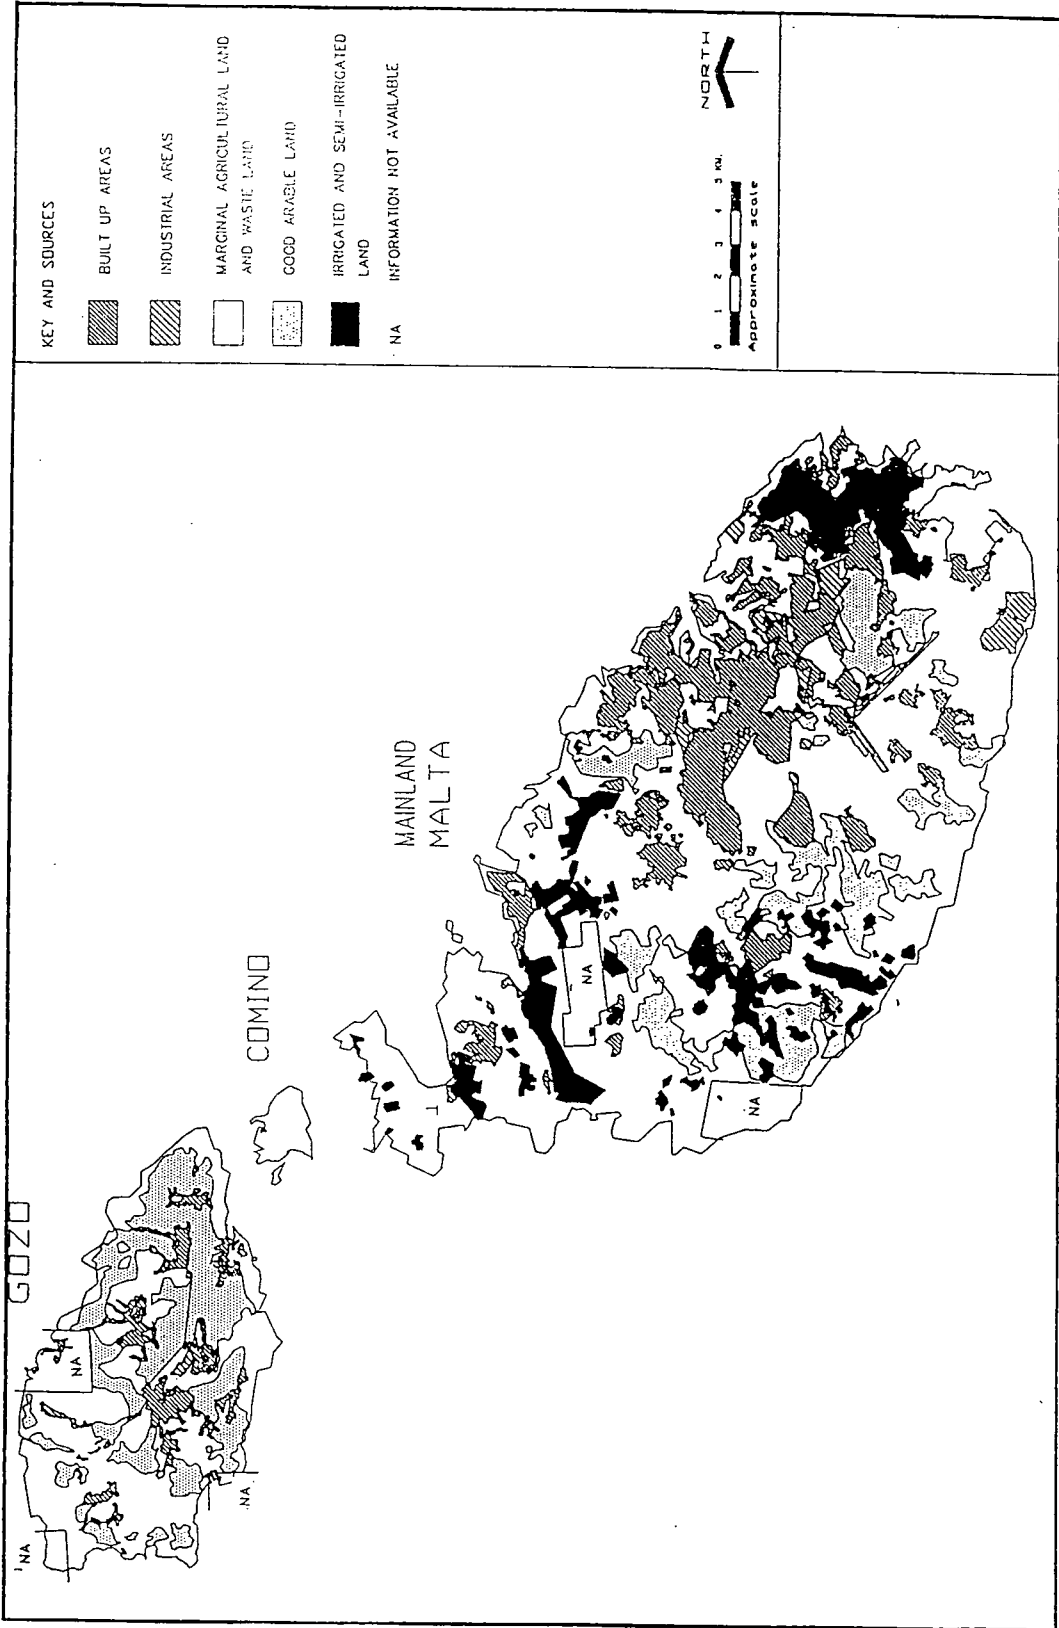 KEY AND SOURCES
BUILT UP AREAS
INDUSTRIAL AREAS
MARGINAL AGRICULTURAL LAND
AND WASTE LAND
GOOD ARABLE LAND
IRRIGATED AND SEMI-IRRIGATED
LAND
NA INFORMATION NOT AVAILABLE
0 1 2 3 4 5 KM.
Approximate scale
NORTH
GOZO
COMINO
MAINLAND
MALTA
NA
NA
NA
NA
NA